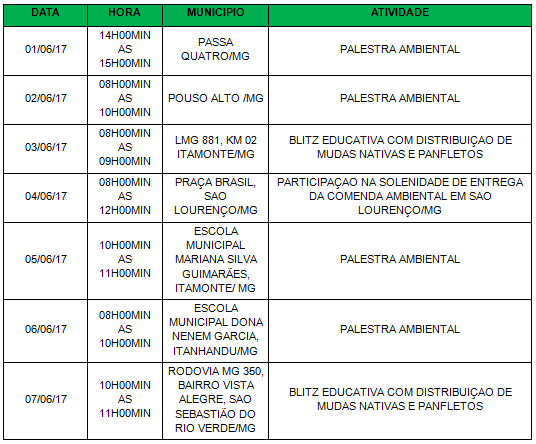 DATA HORA MUNICIPIO ATIVIDADE
01/06/17
14H00MIN
AS
15H00MIN
PASSA
QUATRO/MG
PALESTRA AMBIENTAL
02/06/17
08H00MIN
AS
10H00MIN
POUSO ALTO /MG
PALESTRA AMBIENTAL
03/06/17
08H00MIN
AS
09H00MIN
LMG 881, KM 02
ITAMONTE/MG
BLITZ EDUCATIVA COM DISTRIBUIÇAO DE
MUDAS NATIVAS E PANFLETOS
04/06/17
08H00MIN
AS
12H00MIN
PRAÇA BRASIL,
SAO
LOURENÇO/MG
PARTICIPAÇAO NA SOLENIDADE DE ENTREGA
DA COMENDA AMBIENTAL EM SAO
LOURENÇO/MG
05/06/17
10H00MIN
AS
11H00MIN
ESCOLA
MUNICIPAL
MARIANA SILVA
GUIMARÃES,
ITAMONTE/ MG
PALESTRA AMBIENTAL
06/06/17
08H00MIN
AS
10H00MIN
ESCOLA
MUNICIPAL DONA
NENEM GARCIA,
ITANHANDU/MG
PALESTRA AMBIENTAL
07/06/17
10H00MIN
AS
11H00MIN
RODOVIA MG 350,
BAIRRO VISTA
ALEGRE, SAO
SEBASTIÃO DO
RIO VERDE/MG
BLITZ EDUCATIVA COM DISTRIBUIÇAO DE
MUDAS NATIVAS E PANFLETOS